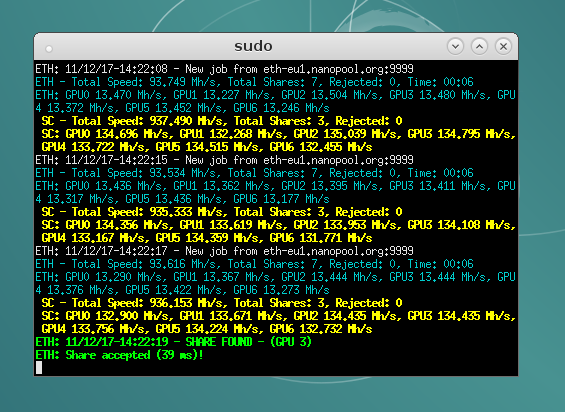 sudo
ETH: 11/12/17-14:22:08 - New job from eth-eu1.nanopool.org:9999
ETH - Total Speed: 93.749 Mh/s, Total Shares: 7, Rejected: 0, Time: 00:06
ETH: GPU0 13.470 Mh/s, GPU1 13.227 Mh/s, GPU2 13.504 Mh/s, GPU3 13.480 Mh/s, GPU
4 13.372 Mh/s, GPU5 13.452 Mh/s, GPU6 13.246 Mh/s
SC - Total Speed: 937.490 Mh/s, Total Shares: 3, Rejected: 0
SC: GPU0 134.696 Mh/s, GPU1 132.268 Mh/s, GPU2 135.039 Mh/s, GPU3 134.795 Mh/s,
GPU4 133.722 Mh/s, GPU5 134.515 Mh/s, GPU6 132.455 Mh/s
ETH: 11/12/17-14:22:15 - New job from eth-eu1.nanopool.org:9999
ETH - Total Speed: 93.534 Mh/s, Total Shares: 7, Rejected: 0, Time: 00:06
ETH: GPU0 13.436 Mh/s, GPU1 13.362 Mh/s, GPU2 13.395 Mh/s, GPU3 13.411 Mh/s, GPU
4 13.317 Mh/s, GPU5 13.436 Mh/s, GPU6 13.177 Mh/s
SC - Total Speed: 935.333 Mh/s, Total Shares: 3, Rejected: 0
SC: GPU0 134.356 Mh/s, GPU1 133.619 Mh/s, GPU2 133.953 Mh/s, GPU3 134.108 Mh/s,
GPU4 133.167 Mh/s, GPU5 134.359 Mh/s, GPU6 131.771 Mh/s
ETH: 11/12/17-14:22:17 - New job from eth-eu1.nanopool.org:9999
ETH - Total Speed: 93.616 Mh/s, Total Shares: 7, Rejected: 0, Time: 00:06
ETH: GPU0 13.290 Mh/s, GPU1 13.367 Mh/s, GPU2 13.444 Mh/s, GPU3 13.444 Mh/s, GPU
4 13.376 Mh/s, GPU5 13.422 Mh/s, GPU6 13.273 Mh/s
SC - Total Speed: 936.153 Mh/s, Total Shares: 3, Rejected: 0
SC: GPU0 132.900 Mh/s, GPU1 133.671 Mh/s, GPU2 134.435 Mh/s, GPU3 134.435 Mh/s,
GPU4 133.756 Mh/s, GPU5 134.224 Mh/s, GPU6 132.732 Mh/s
ETH: 11/12/17-14:22:19 - SHARE FOUND - (GPU 3)
ETH: Share accepted (39 ms)!